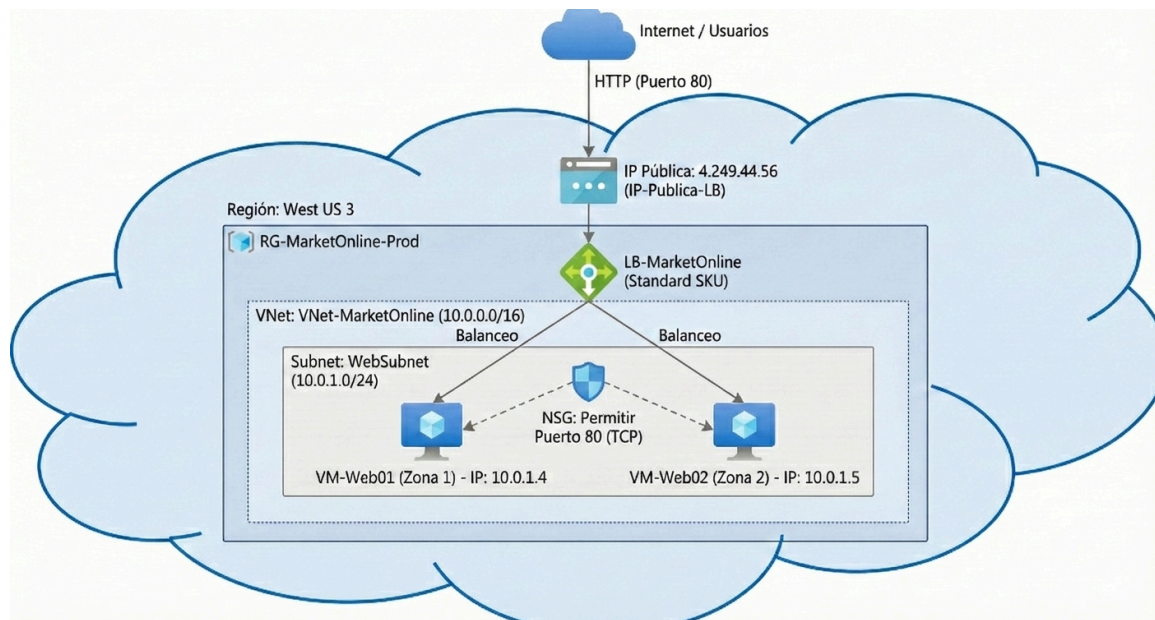 Internet / Usuarios
HTTP (Puerto 80)
IP Pública: 4.249.44.56
(IP-Publica-LB)
Región: West US 3
RG-MarketOnline-Prod
LB-MarketOnline
(Standard SKU)
VNet: VNet-MarketOnline (10.0.0.0/16)
Balanceo
Balanceo
Subnet: WebSubnet
(10.0.1.0/24)
NSG: Permitir
Puerto 80 (TCP)
VM-Web01 (Zona 1) - IP: 10.0.1.4
VM-Web02 (Zona 2) - IP: 10.0.1.5